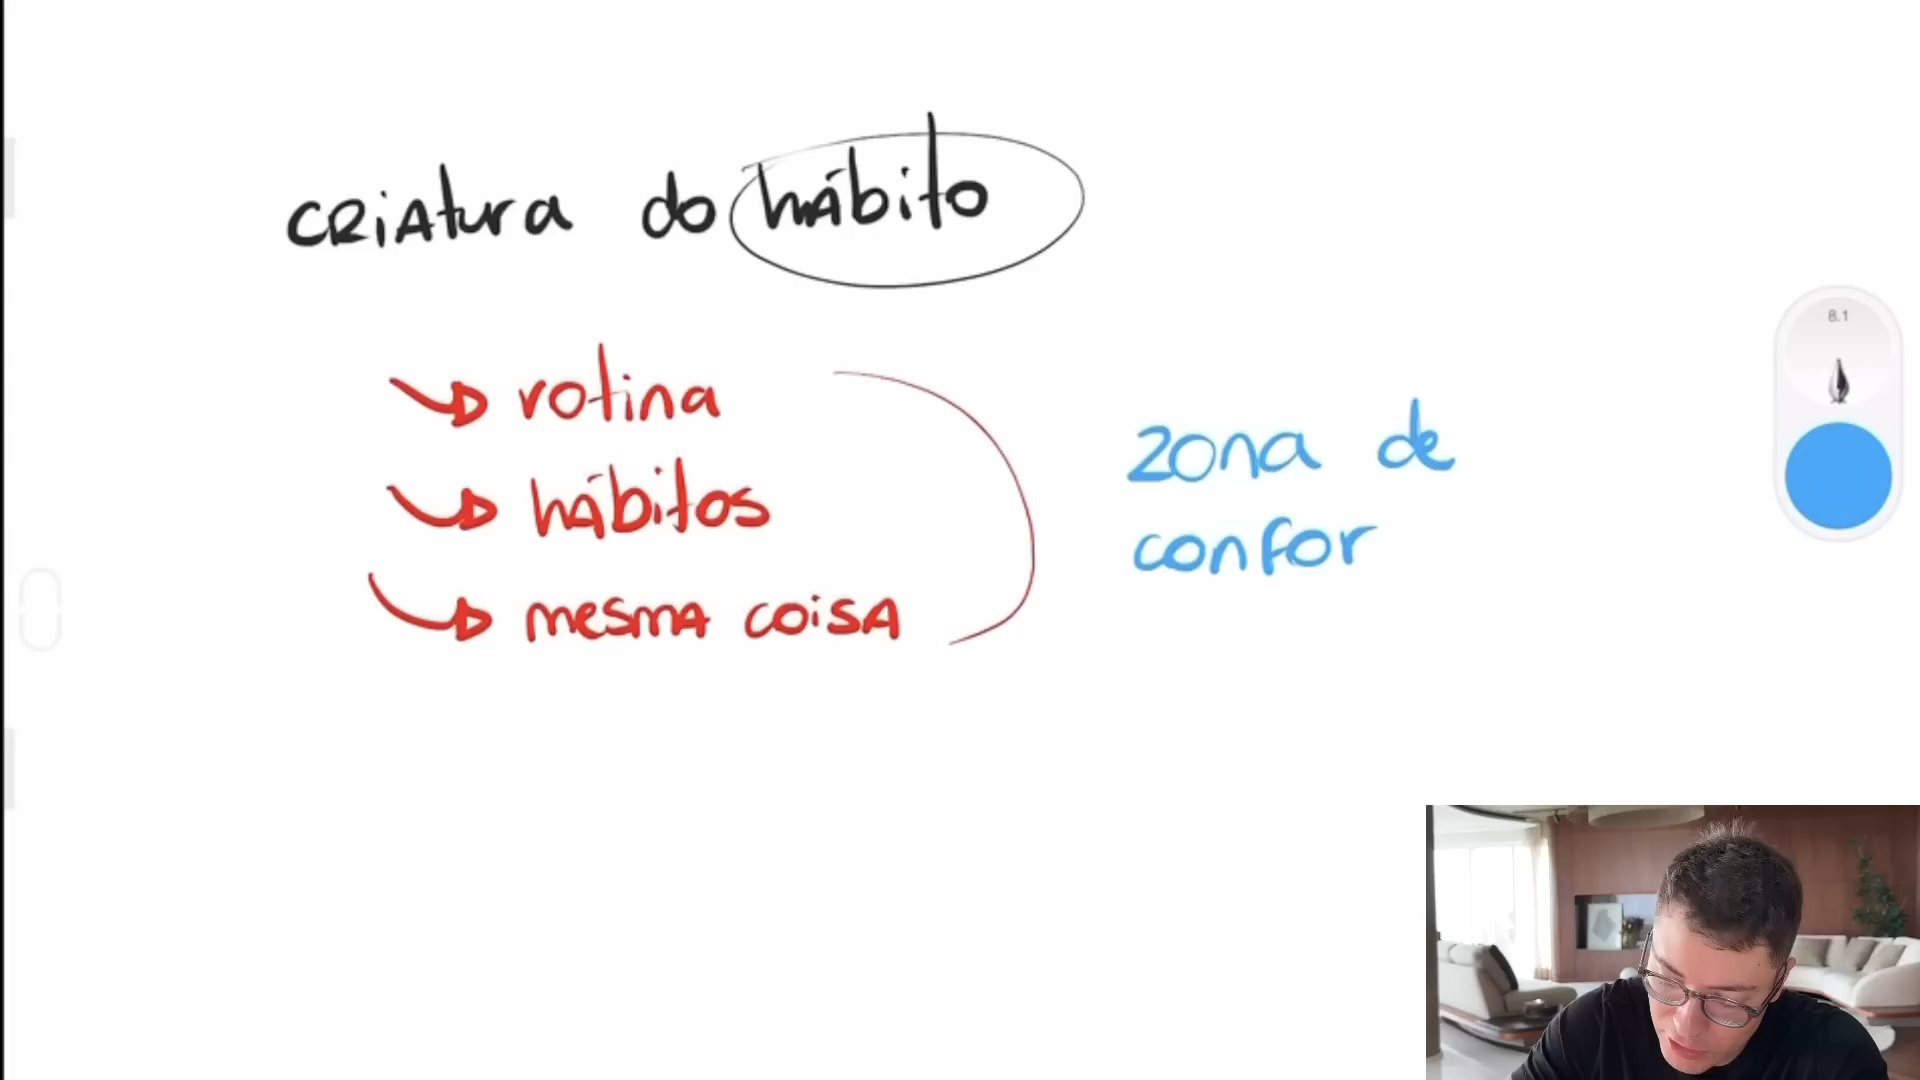 criatura do hábito
rotina
hábitos
mesma coisa
zona de
confor
8.1